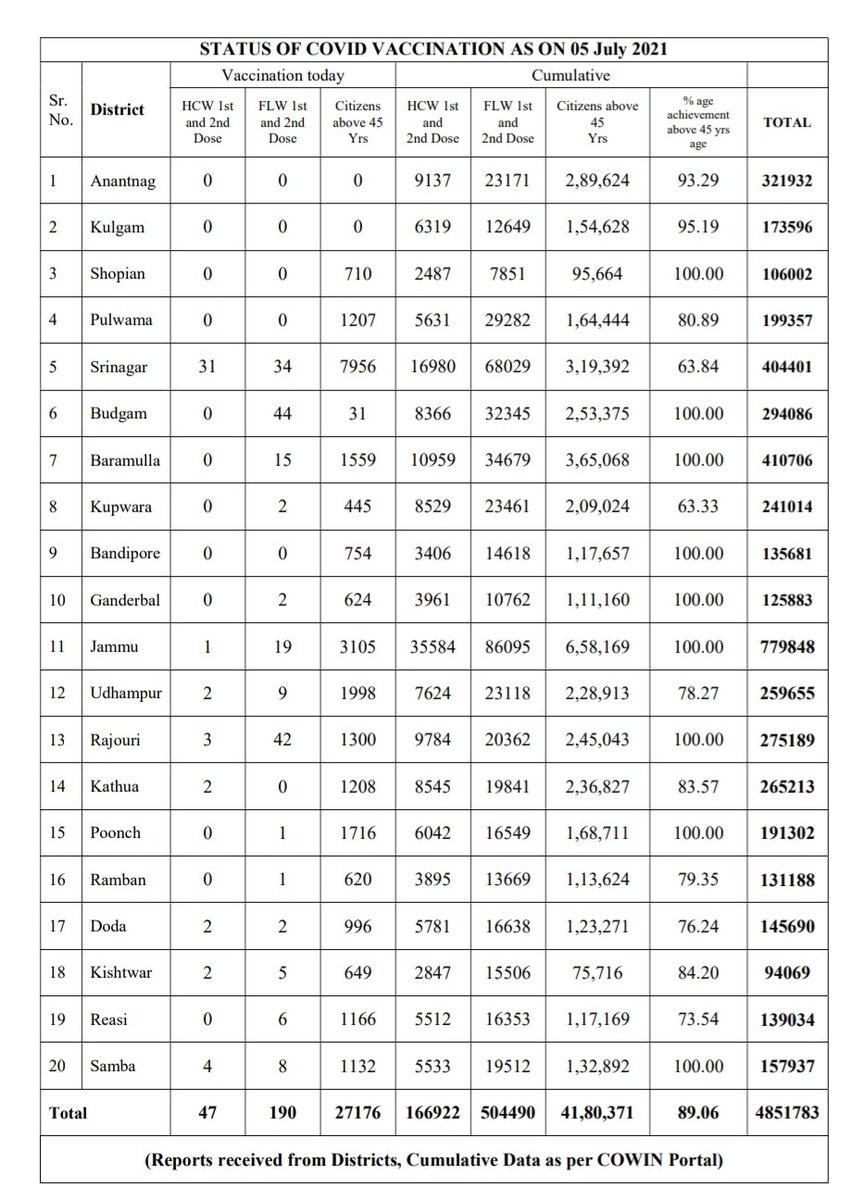 STATUS OF COVID VACCINATION AS ON 05 July 2021
Vaccination today Cumulative
Sr. No. District HCW 1st and 2nd Dose FLW 1st and 2nd Dose Citizens above 45 Yrs HCW 1st and 2nd Dose FLW 1st and 2nd Dose Citizens above 45 Yrs % age achievement above 45 yrs age TOTAL
1 Anantnag 0 0 0 9137 23171 2,89,624 93.29 321932
2 Kulgam 0 0 0 6319 12649 1,54,628 95.19 173596
3 Shopian 0 0 710 2487 7851 95,664 100.00 106002
4 Pulwama 0 0 1207 5631 29282 1,64,444 80.89 199357
5 Srinagar 31 34 7956 16980 68029 3,19,392 63.84 404401
6 Budgam 0 44 31 8366 32345 2,53,375 100.00 294086
7 Baramulla 0 15 1559 10959 34679 3,65,068 100.00 410706
8 Kupwara 0 2 445 8529 23461 2,09,024 63.33 241014
9 Bandipore 0 0 754 3406 14618 1,17,657 100.00 135681
10 Ganderbal 0 2 624 3961 10762 1,11,160 100.00 125883
11 Jammu 1 19 3105 35584 86095 6,58,169 100.00 779848
12 Udhampur 2 9 1998 7624 23118 2,28,913 78.27 259655
13 Rajouri 3 42 1300 9784 20362 2,45,043 100.00 275189
14 Kathua 2 0 1208 8545 19841 2,36,827 83.57 265213
15 Poonch 0 1 1716 6042 16549 1,68,711 100.00 191302
16 Ramban 0 1 620 3895 13669 1,13,624 79.35 131188
17 Doda 2 2 996 5781 16638 1,23,271 76.24 145690
18 Kishtwar 2 5 649 2847 15506 75,716 84.20 94069
19 Reasi 0 6 1166 5512 16353 1,17,169 73.54 139034
20 Samba 4 8 1132 5533 19512 1,32,892 100.00 157937
Total 47 190 27176 166922 504490 41,80,371 89.06 4851783
(Reports received from Districts, Cumulative Data as per COWIN Portal)